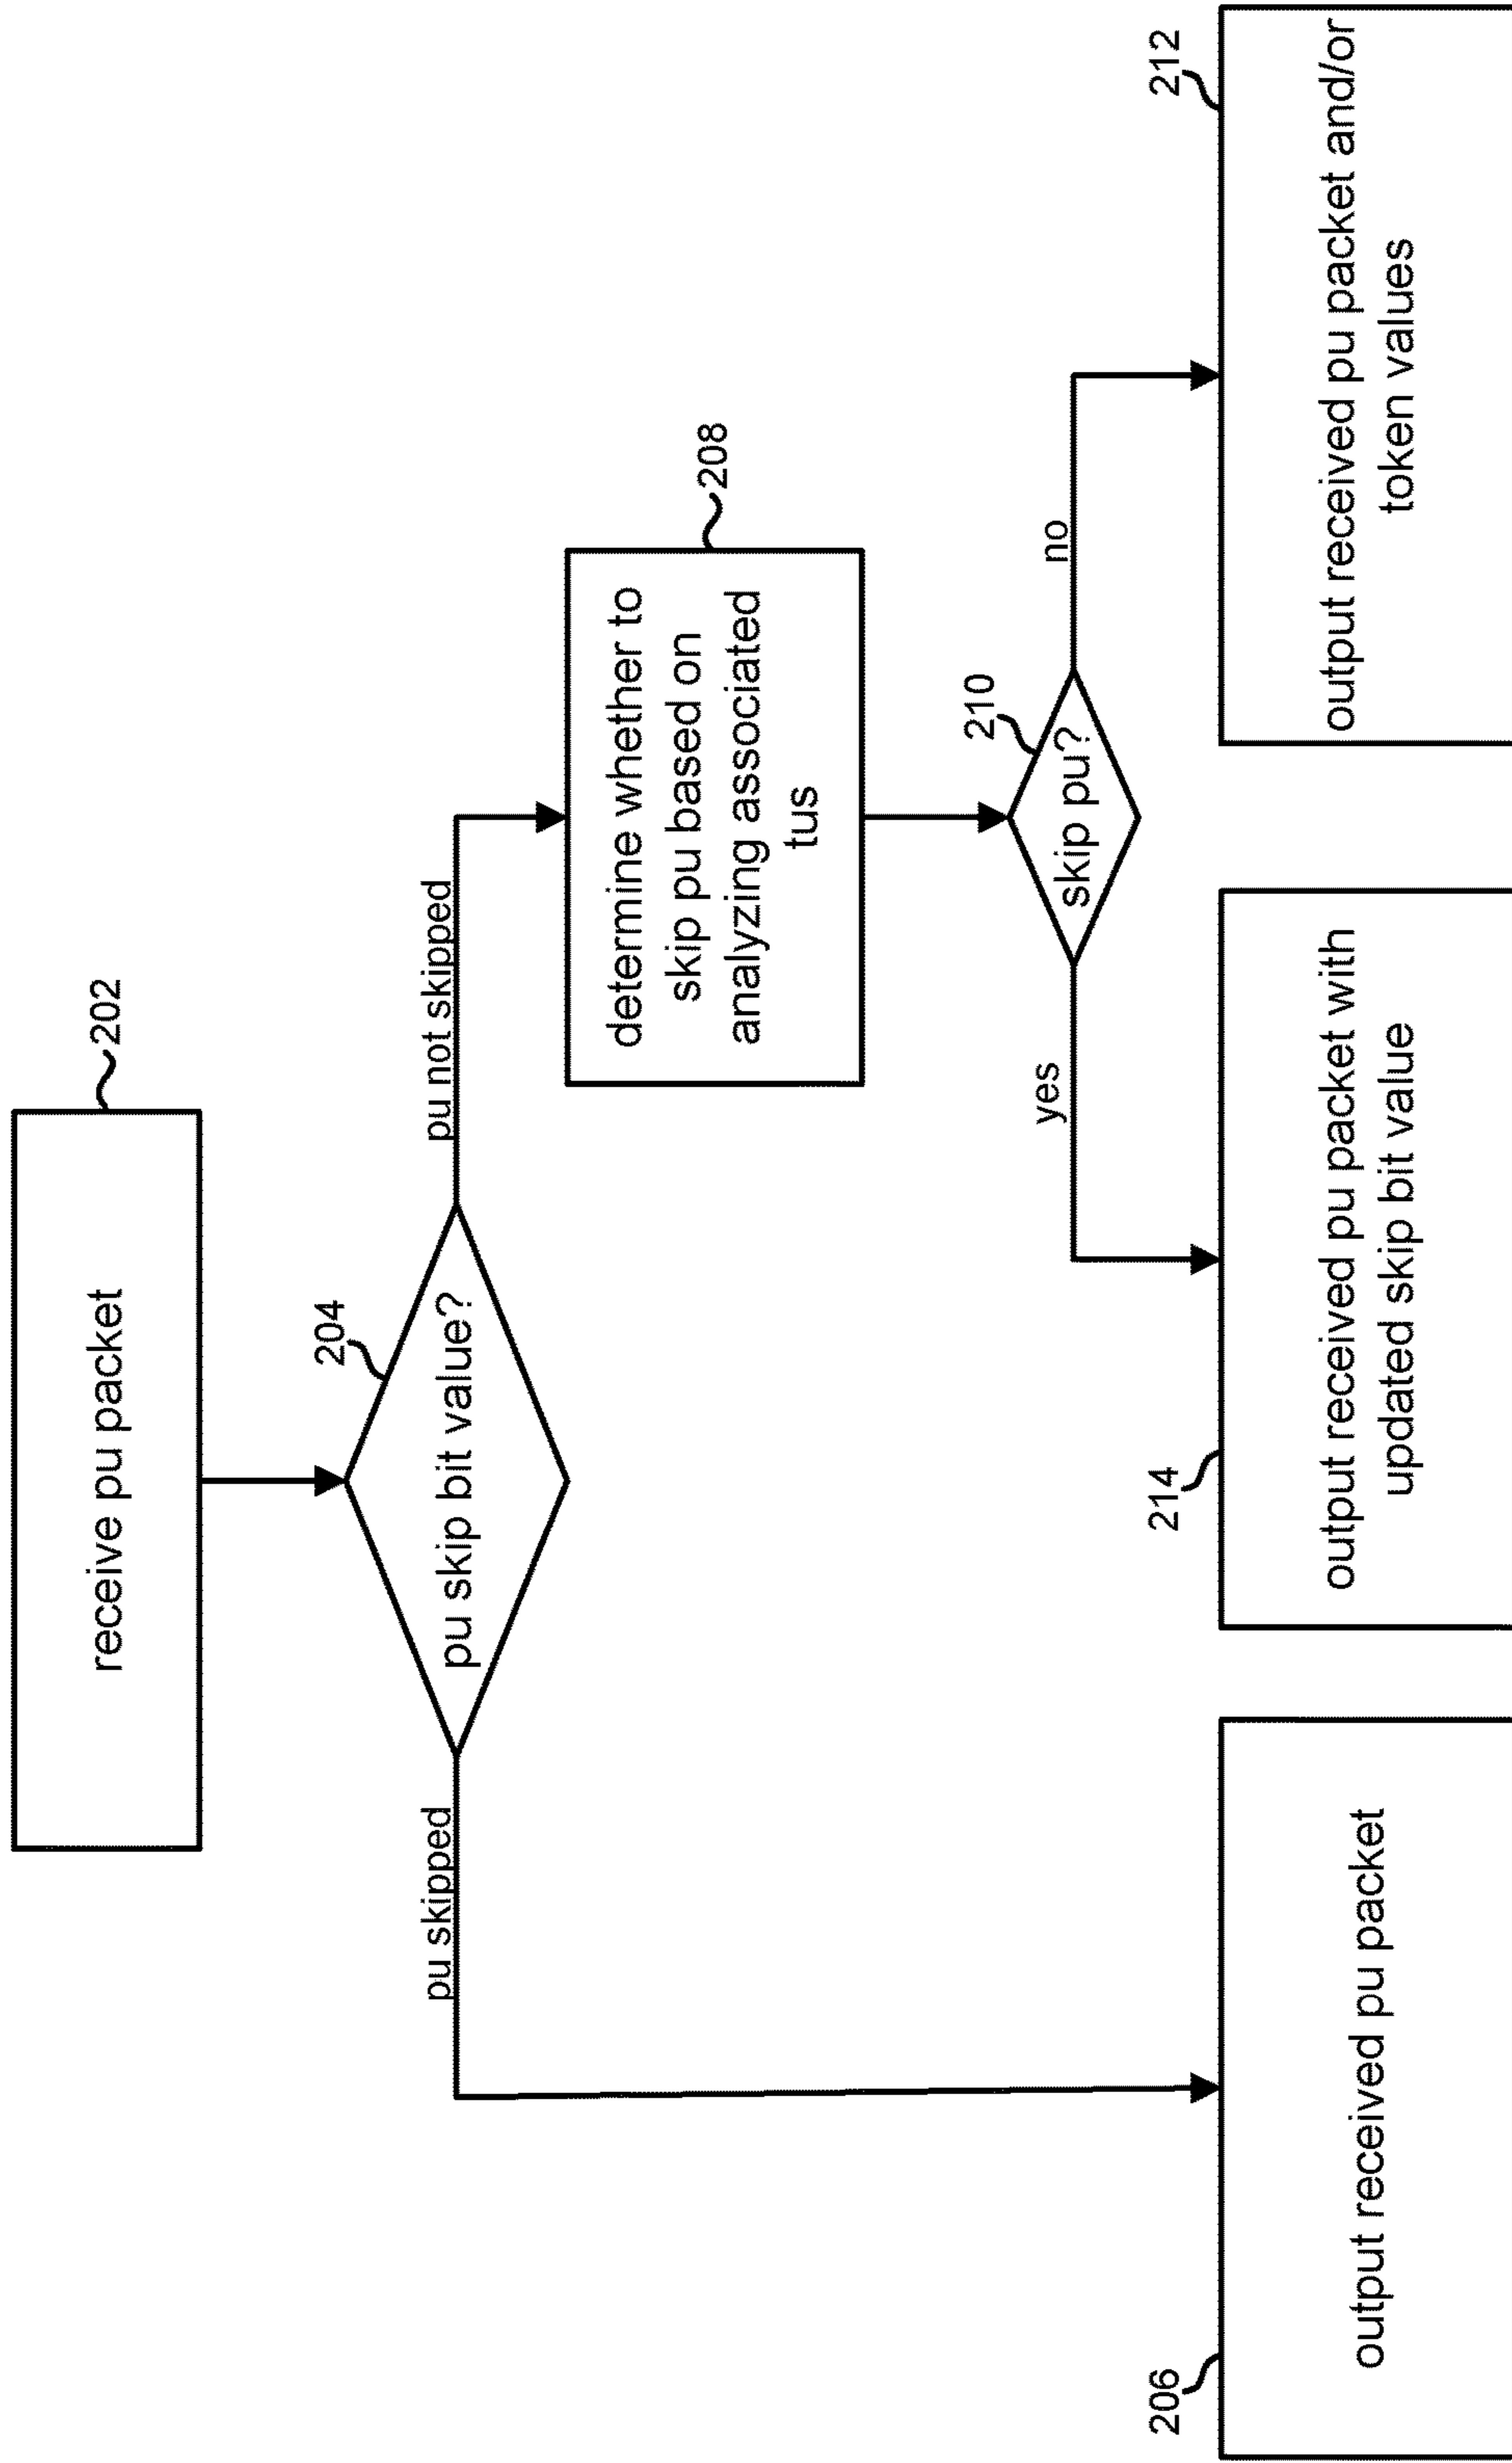 receive pu packet
202
204
pu skip bit value?
pu skipped
pu not skipped
determine whether to
skip pu based on
analyzing associated
tus
208
210
skip pu?
yes
no
206
output received pu packet
214
output received pu packet with
updated skip bit value
212
output received pu packet and/or
token values